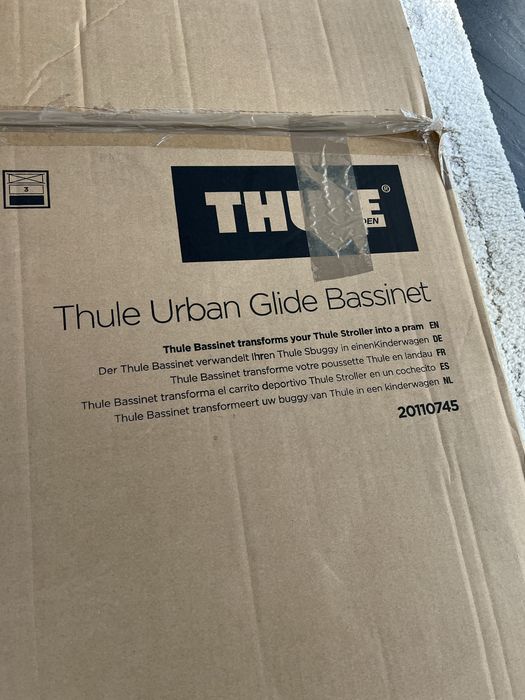 3
THULE®
DEN
Thule Urban Glide Bassinet
Thule Bassinet transforms your Thule Stroller into a pram EN
Der Thule Bassinet verwandelt Ihren Thule Sbuggy in einenKinderwagen DE
Thule Bassinet transforme votre poussette Thule en landau FR
Thule Bassinet transforma el carrito deportivo Thule Stroller en un cochecito ES
Thule Bassinet transformeert uw buggy van Thule in een kinderwagen NL
20110745